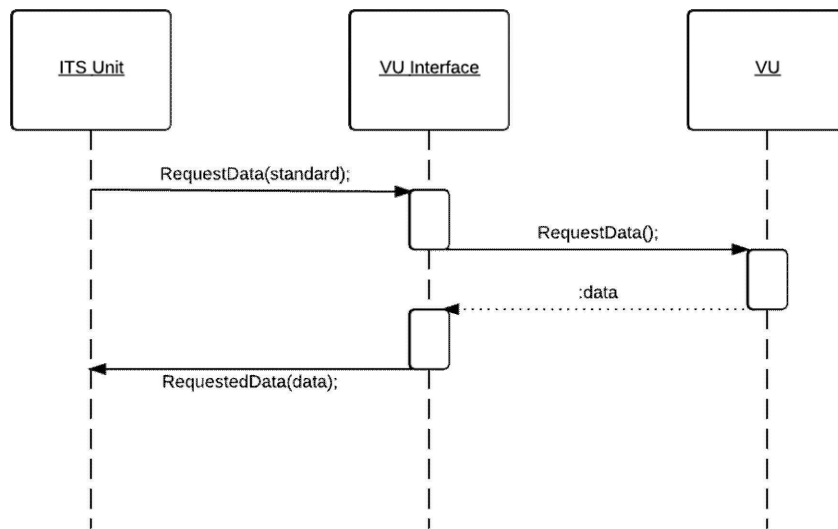 ITS Unit
VU Interface
VU
RequestData(standard);
RequestData();
:data
RequestedData(data);